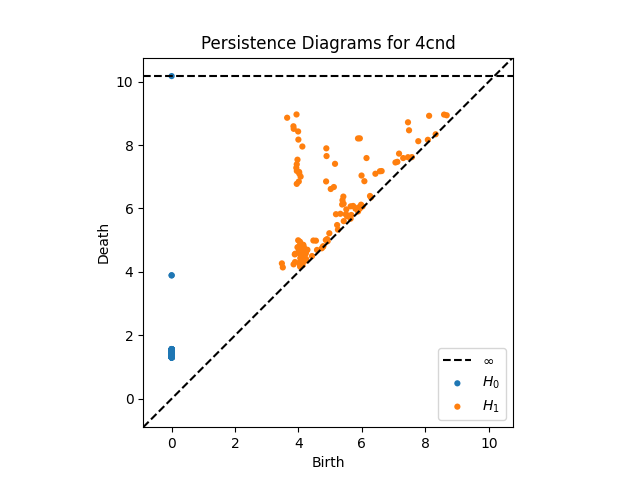 Persistence Diagrams for 4cnd
Death
10
8
6
4
2
0
0 2 4 6 8 10
Birth
∞
H₀
H₁